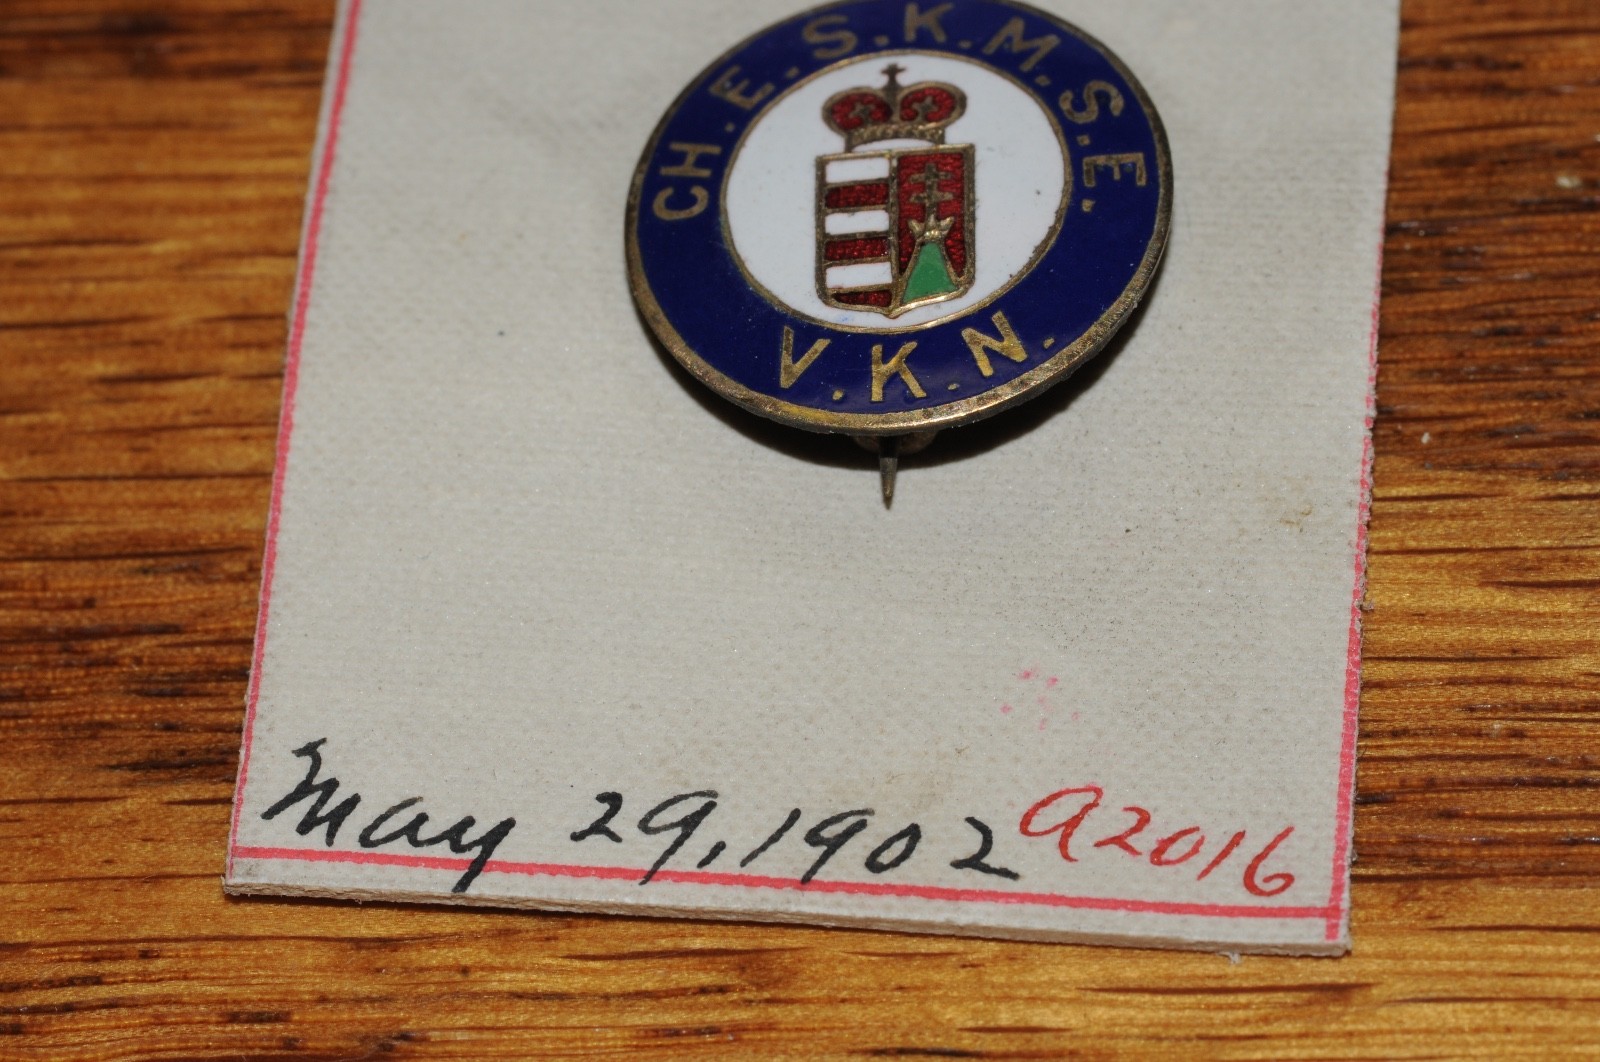 CH.E.S.K.M.S.E.
V.K.N.
May 29, 1902 a2016